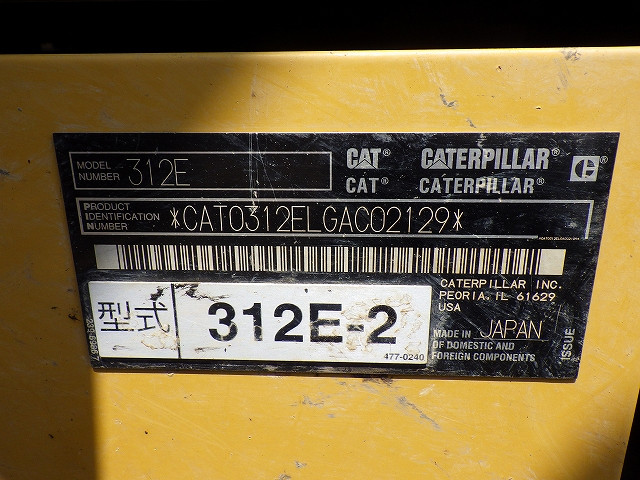 MODEL NUMBER 312E
CAT® CATERPILLAR®
CAT® CATERPILLAR®
PRODUCT IDENTIFICATION NUMBER *CAT0312ELGAC02129*
*CAT0312ELGAC02129*
CATERPILLAR INC.
PEORIA, IL 61629
USA
型式 312E-2
477-0240
MADE IN JAPAN
OF DOMESTIC AND
FOREIGN COMPONENTS
ISSUE